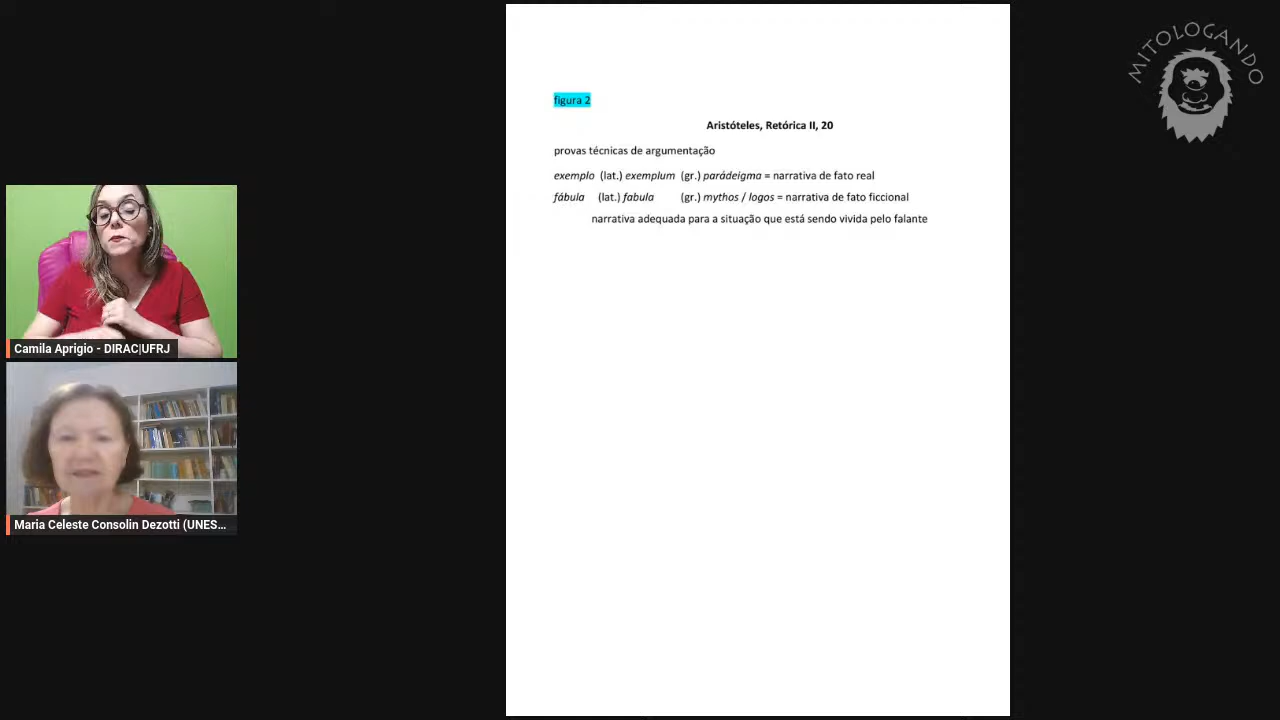 MITOLOGANDO
figura 2
Aristóteles, Retórica II, 20
provas técnicas de argumentação
exemplo (lat.) exemplum (gr.) parádeigma = narrativa de fato real
fábula (lat.) fabula (gr.) mythos / logos = narrativa de fato ficcional
narrativa adequada para a situação que está sendo vivida pelo falante
Camila Aprigio - DIRAC|UFRJ
Maria Celeste Consolin Dezotti (UNES...